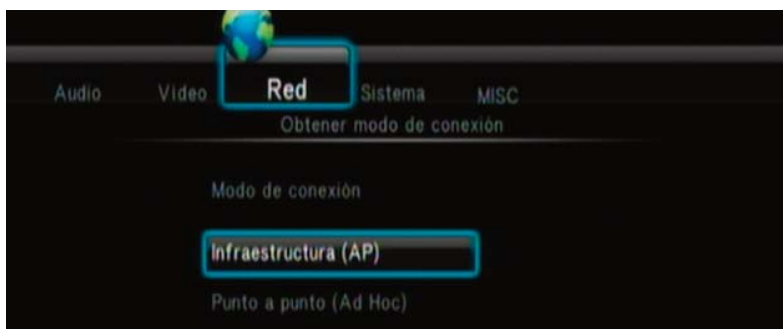 Audio Video Red Sistema MISC
Obtener modo de conexión
Modo de conexión
Infraestructura (AP)
Punto a punto (Ad Hoc)